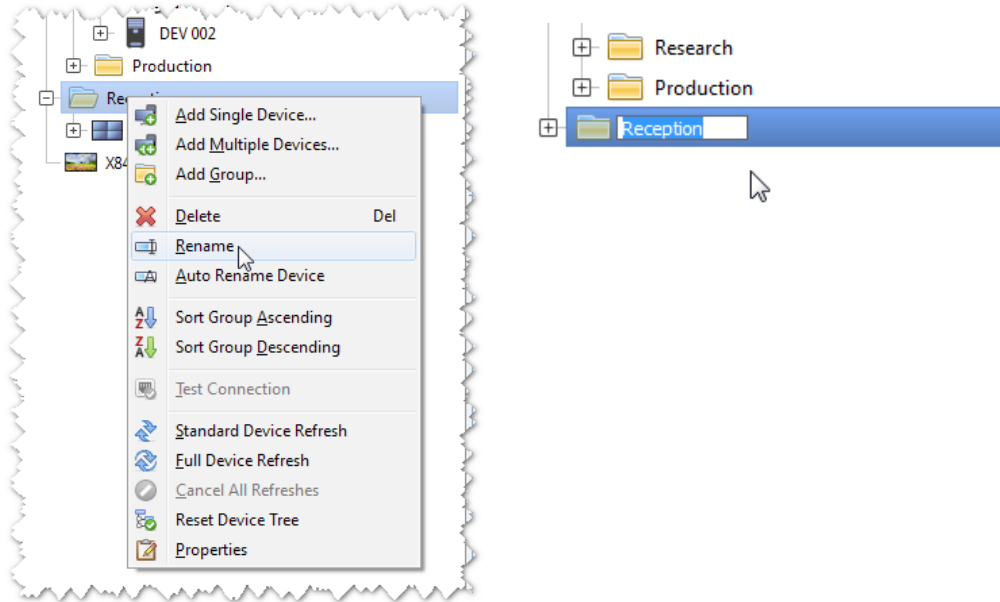 DEV 002
Production
Add Single Device...
Add Multiple Devices...
X84
Add Group...
Delete Del
Rename
Auto Rename Device
Sort Group Ascending
Sort Group Descending
Test Connection
Standard Device Refresh
Full Device Refresh
Cancel All Refreshes
Reset Device Tree
Properties
Research
Production
Reception